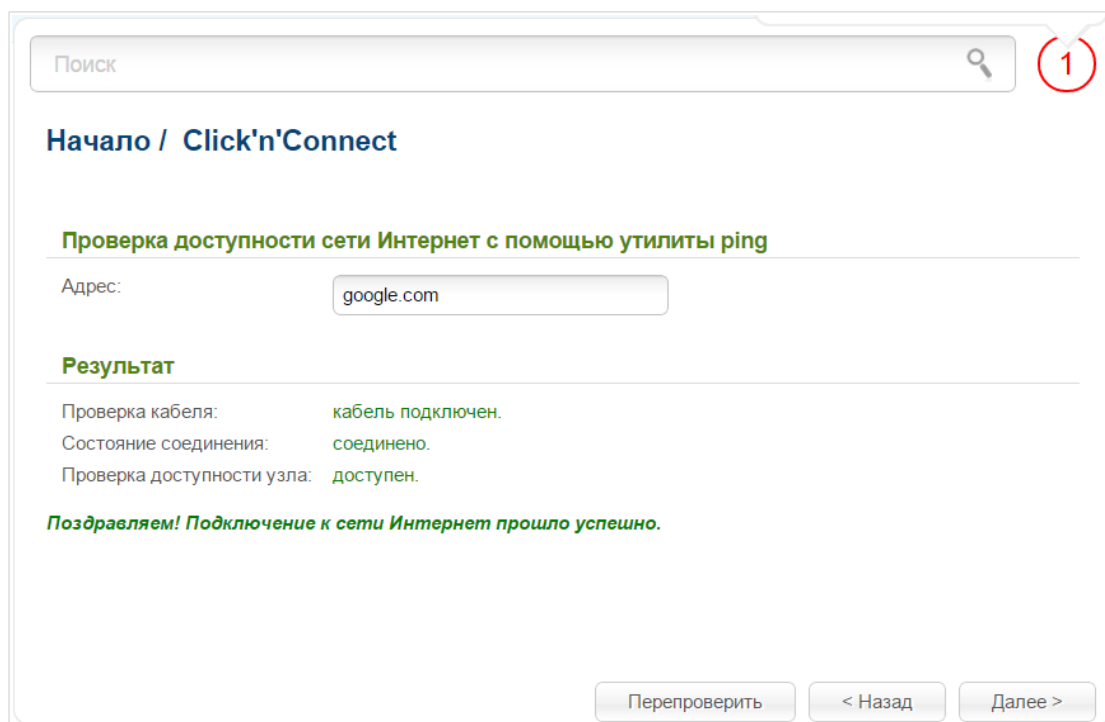 Поиск
1
Начало / Click'n'Connect
Проверка доступности сети Интернет с помощью утилиты ping
Адрес: google.com
Результат
Проверка кабеля: кабель подключен.
Состояние соединения: соединено.
Проверка доступности узла: доступен.
Поздравляем! Подключение к сети Интернет прошло успешно.
Перепроверить < Назад Далее >